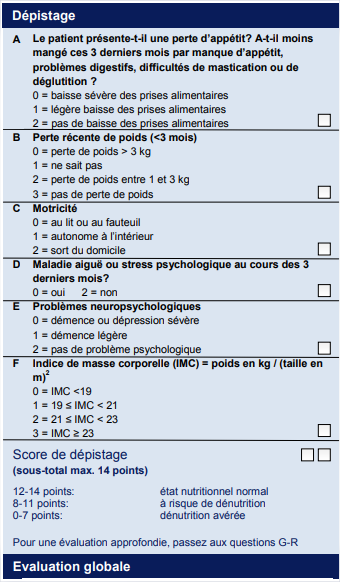 Dépistage
A Le patient présente-t-il une perte d'appétit? A-t-il moins
mangé ces 3 derniers mois par manque d'appétit,
problèmes digestifs, difficultés de mastication ou de
déglutition ?
0 = baisse sévère des prises alimentaires
1 = légère baisse des prises alimentaires
2 = pas de baisse des prises alimentaires
B Perte récente de poids (<3 mois)
0 = perte de poids > 3 kg
1 = ne sait pas
2 = perte de poids entre 1 et 3 kg
3 = pas de perte de poids
C Motricité
0 = au lit ou au fauteuil
1 = autonome à l'intérieur
2 = sort du domicile
D Maladie aiguë ou stress psychologique au cours des 3
derniers mois?
0 = oui 2 = non
E Problèmes neuropsychologiques
0 = démence ou dépression sévère
1 = démence légère
2 = pas de problème psychologique
F Indice de masse corporelle (IMC) = poids en kg / (taille en
m)²
0 = IMC <19
1 = 19 ≤ IMC < 21
2 = 21 ≤ IMC < 23
3 = IMC ≥ 23
Score de dépistage
(sous-total max. 14 points)
12-14 points: état nutritionnel normal
8-11 points: à risque de dénutrition
0-7 points: dénutrition avérée
Pour une évaluation approfondie, passez aux questions G-R
Evaluation globale